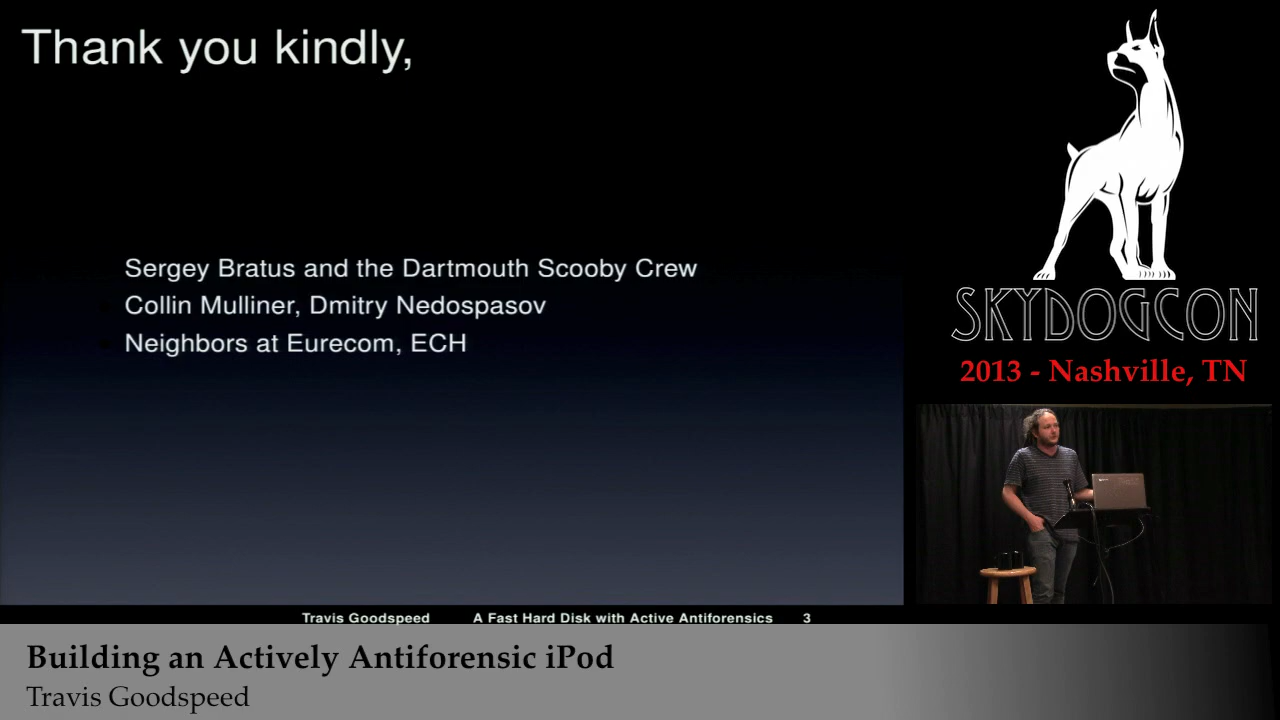 Thank you kindly,
Sergey Bratus and the Dartmouth Scooby Crew
Collin Mulliner, Dmitry Nedospasov
Neighbors at Eurecom, ECH
Travis Goodspeed A Fast Hard Disk with Active Antiforensics 3
SKYDOGCON
2013 - Nashville, TN
Building an Actively Antiforensic iPod
Travis Goodspeed